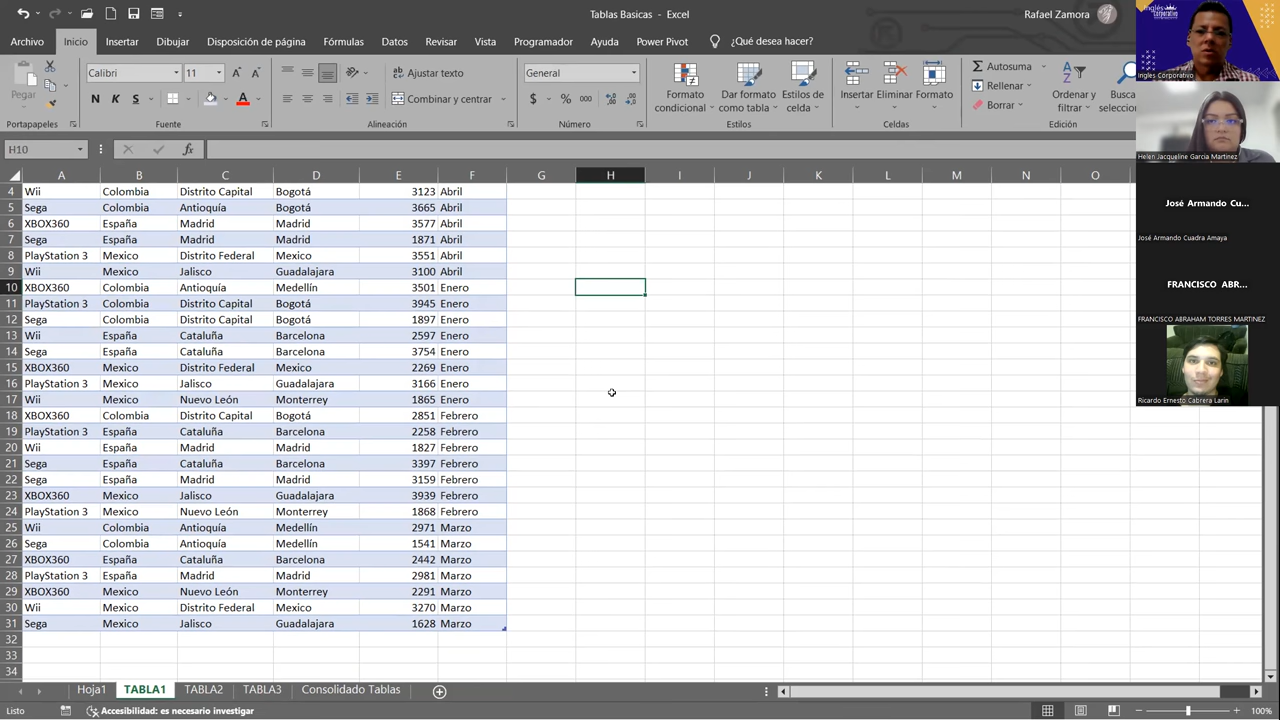 Tablas Basicas - Excel
Rafael Zamora
Archivo Inicio Insertar Dibujar Disposición de página Fórmulas Datos Revisar Vista Programador Ayuda Power Pivot ¿Qué desea hacer?
Pegar
Calibri 11
N K S
Ajustar texto
Combinar y centrar
General
$ % 000
Formato condicional
Dar formato como tabla
Estilos de celda
Insertar Eliminar Formato
Autosuma
Rellenar
Borrar
Ordenar y filtrar
Portapapeles Fuente Alineación Número Estilos Celdas Edición
H10 fx
A B C D E F G H I J K L M N O
4 Wii Colombia Distrito Capital Bogotá 3123 Abril
5 Sega Colombia Antioquía Bogotá 3665 Abril
6 XBOX360 España Madrid Madrid 3577 Abril
7 Sega España Madrid Madrid 1871 Abril
8 PlayStation 3 Mexico Distrito Federal Mexico 3551 Abril
9 Wii Mexico Jalisco Guadalajara 3100 Abril
10 XBOX360 Colombia Antioquía Medellín 3501 Enero
11 PlayStation 3 Colombia Distrito Capital Bogotá 3945 Enero
12 Sega Colombia Distrito Capital Bogotá 1897 Enero
13 Wii España Cataluña Barcelona 2597 Enero
14 Sega España Cataluña Barcelona 3754 Enero
15 XBOX360 Mexico Distrito Federal Mexico 2269 Enero
16 PlayStation 3 Mexico Jalisco Guadalajara 3166 Enero
17 Wii Mexico Nuevo León Monterrey 1865 Enero
18 XBOX360 Colombia Distrito Capital Bogotá 2851 Febrero
19 PlayStation 3 España Cataluña Barcelona 2258 Febrero
20 Wii España Madrid Madrid 1827 Febrero
21 Sega España Cataluña Barcelona 3397 Febrero
22 Sega España Madrid Madrid 3159 Febrero
23 XBOX360 Mexico Jalisco Guadalajara 3939 Febrero
24 PlayStation 3 Mexico Nuevo León Monterrey 1868 Febrero
25 Wii Colombia Antioquía Medellín 2971 Marzo
26 Sega Colombia Antioquía Medellín 1541 Marzo
27 XBOX360 España Cataluña Barcelona 2442 Marzo
28 PlayStation 3 España Madrid Madrid 2981 Marzo
29 XBOX360 Mexico Nuevo León Monterrey 2291 Marzo
30 Wii Mexico Distrito Federal Mexico 3270 Marzo
31 Sega Mexico Jalisco Guadalajara 1628 Marzo
32
33
34
Hoja1 TABLA1 TABLA2 TABLA3 Consolidado Tablas
Listo Accesibilidad: es necesario investigar 100%
Inglés Corporativo
Helen Jacqueline Garcia Martinez
José Armando Cu...
José Armando Cuadra Amaya
FRANCISCO ABR...
FRANCISCO ABRAHAM TORRES MARTINEZ
Ricardo Ernesto Cabrera Larin